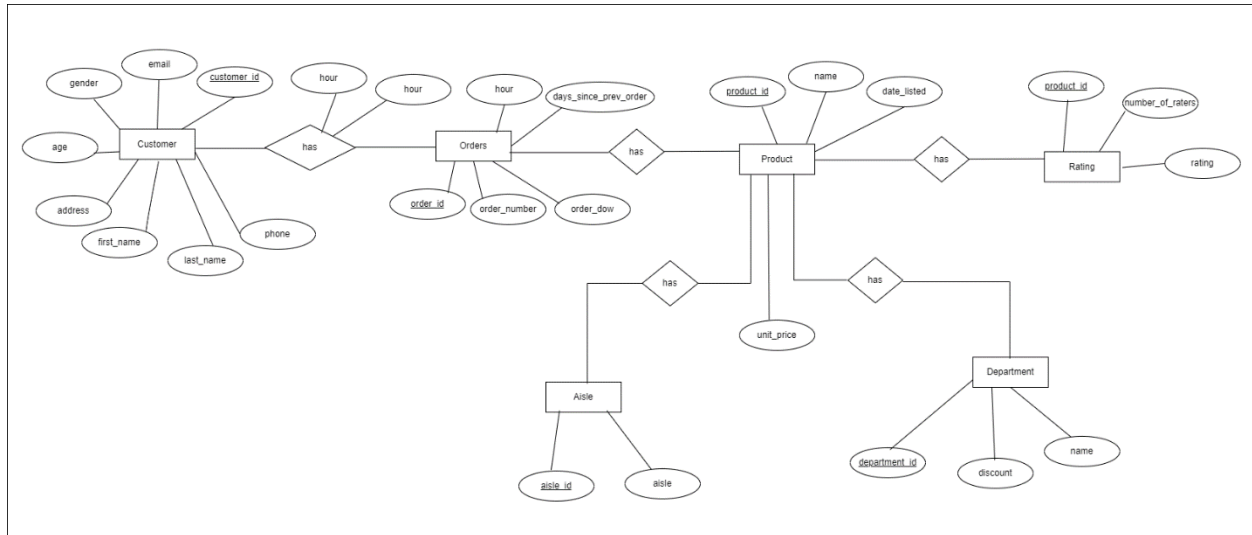 email
gender
customer_id
hour
hour
hour
days_since_prev_order
product_id
name
date_listed
product_id
number_of_raters
age
Customer
has
Orders
has
Product
has
Rating
rating
address
first_name
last_name
phone
order_id
order_number
order_dow
has
has
unit_price
Aisle
Department
aisle_id
aisle
department_id
discount
name